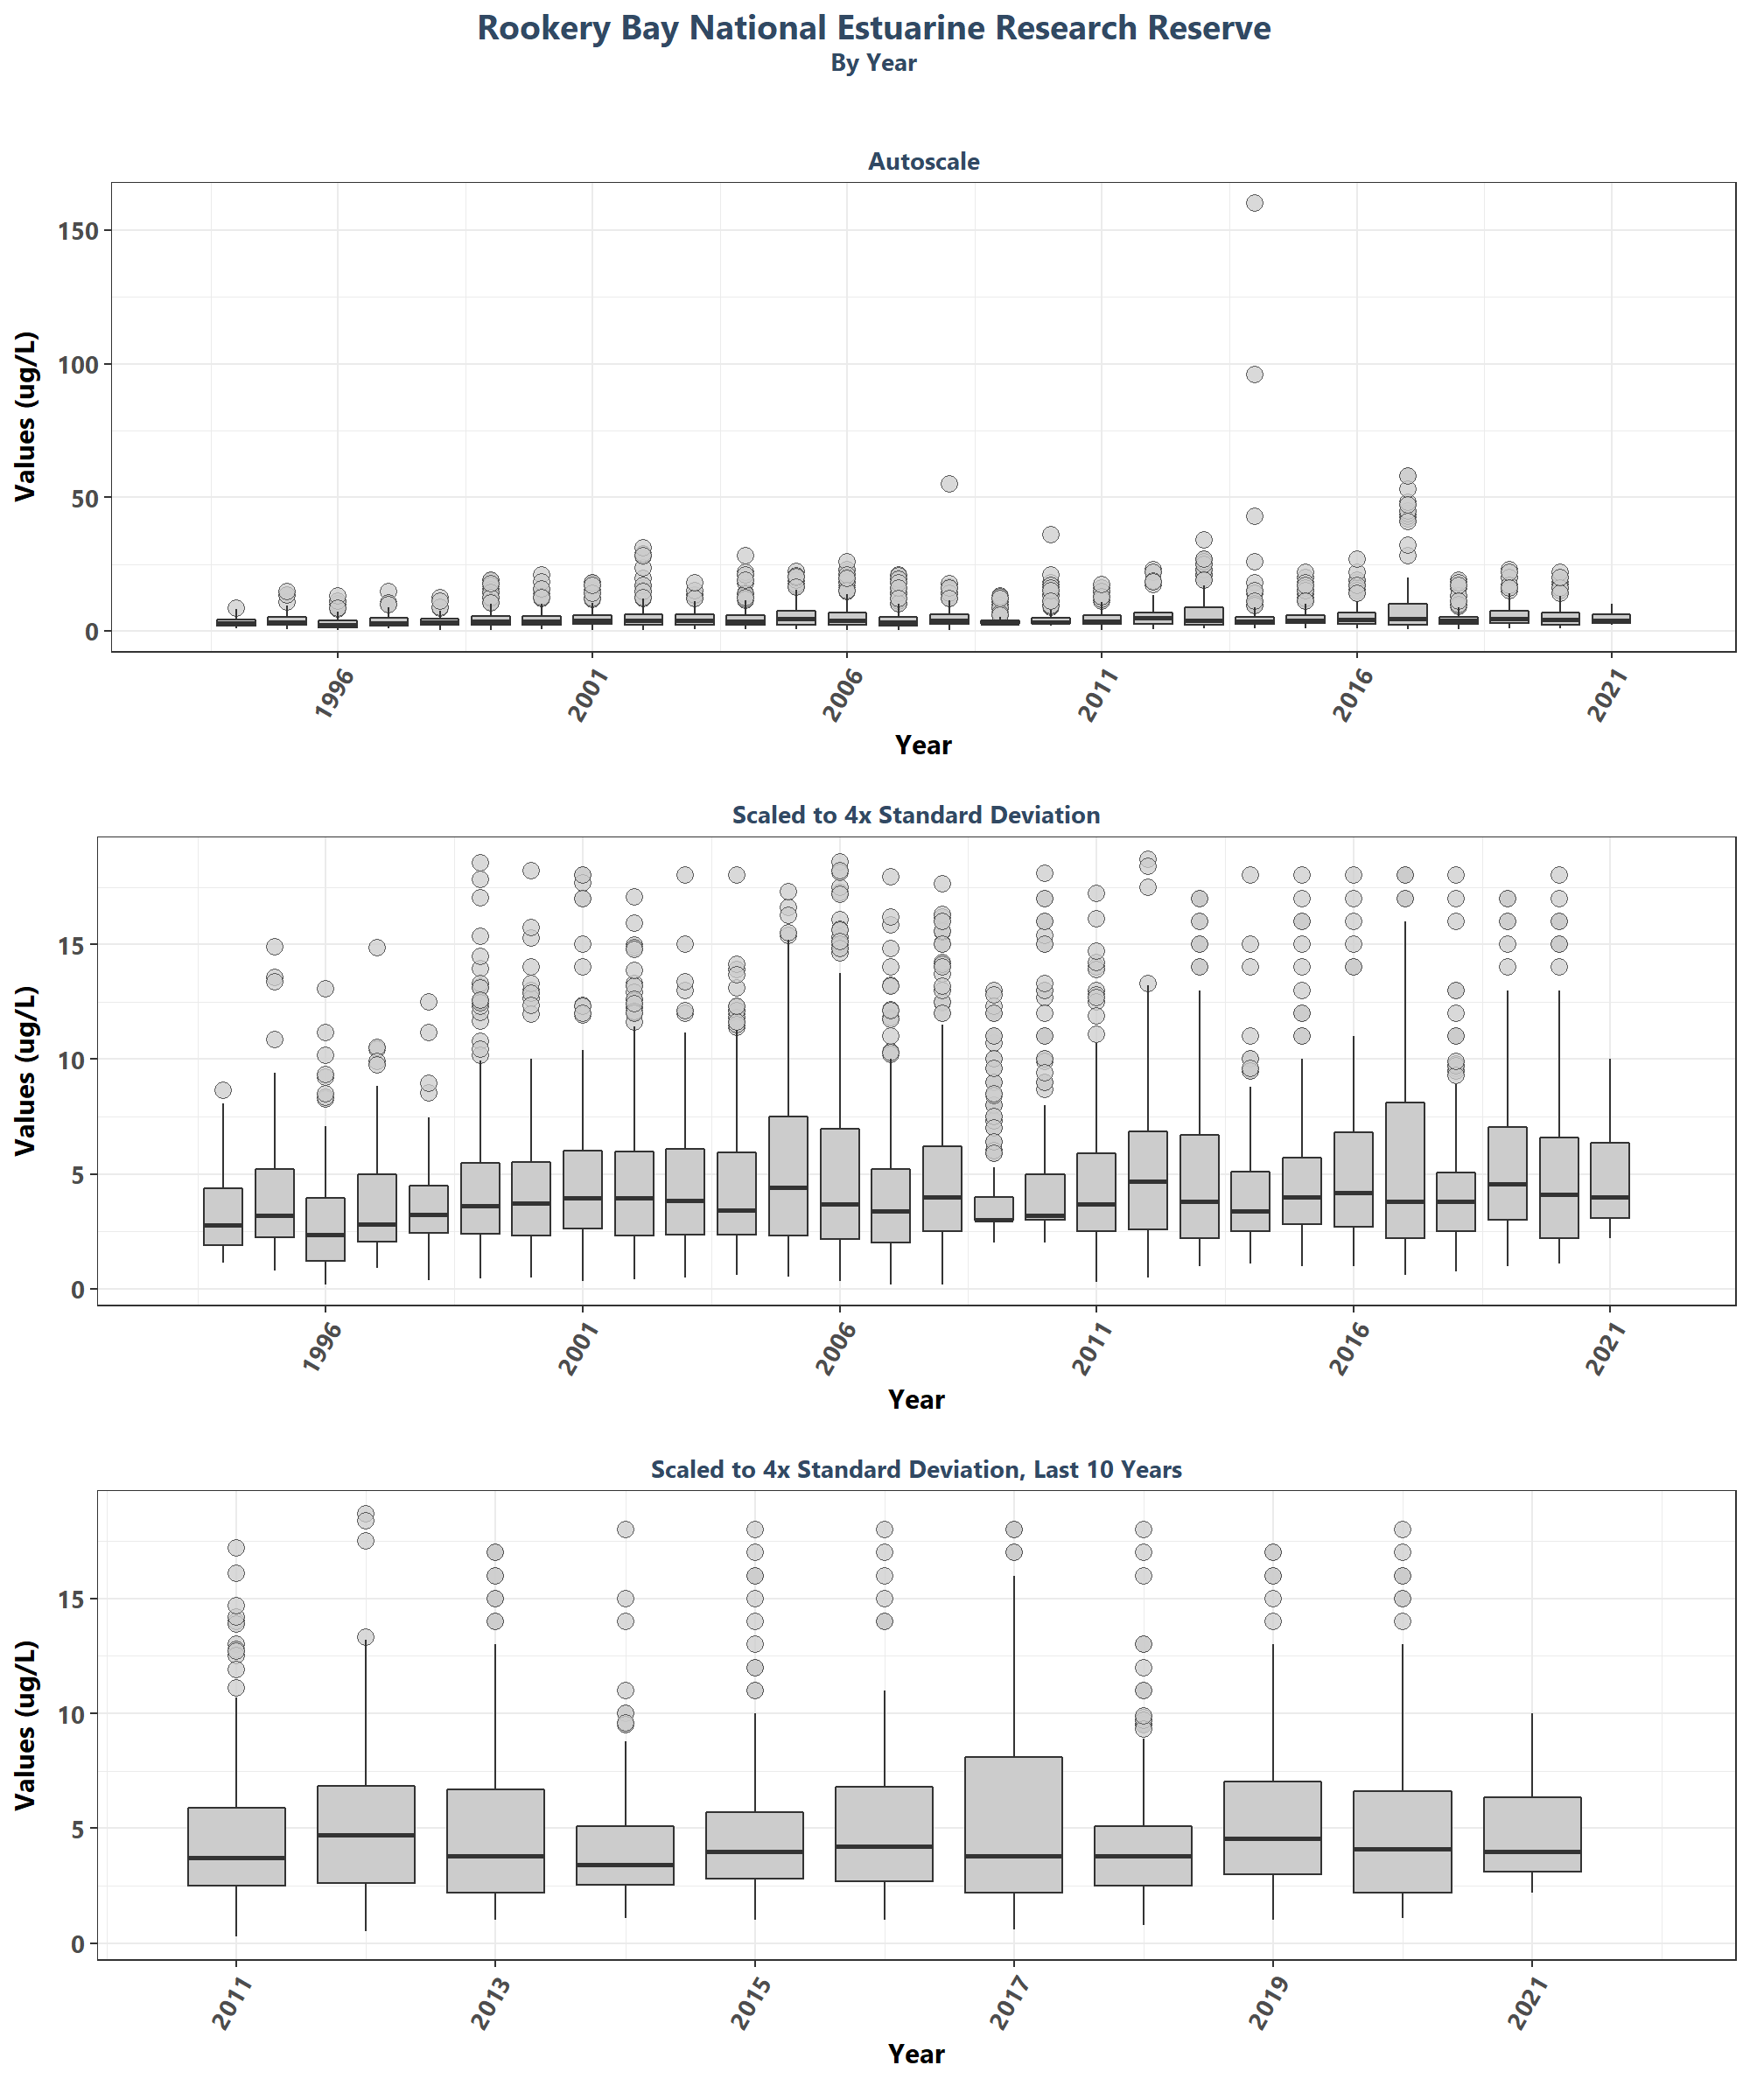 Rookery Bay National Estuarine Research Reserve
By Year
Autoscale
Values (ug/L)
150
100
50
0
1996
2001
2006
2011
2016
2021
Year
Scaled to 4x Standard Deviation
Values (ug/L)
15
10
5
0
1996
2001
2006
2011
2016
2021
Year
Scaled to 4x Standard Deviation, Last 10 Years
Values (ug/L)
15
10
5
0
2011
2013
2015
2017
2019
2021
Year